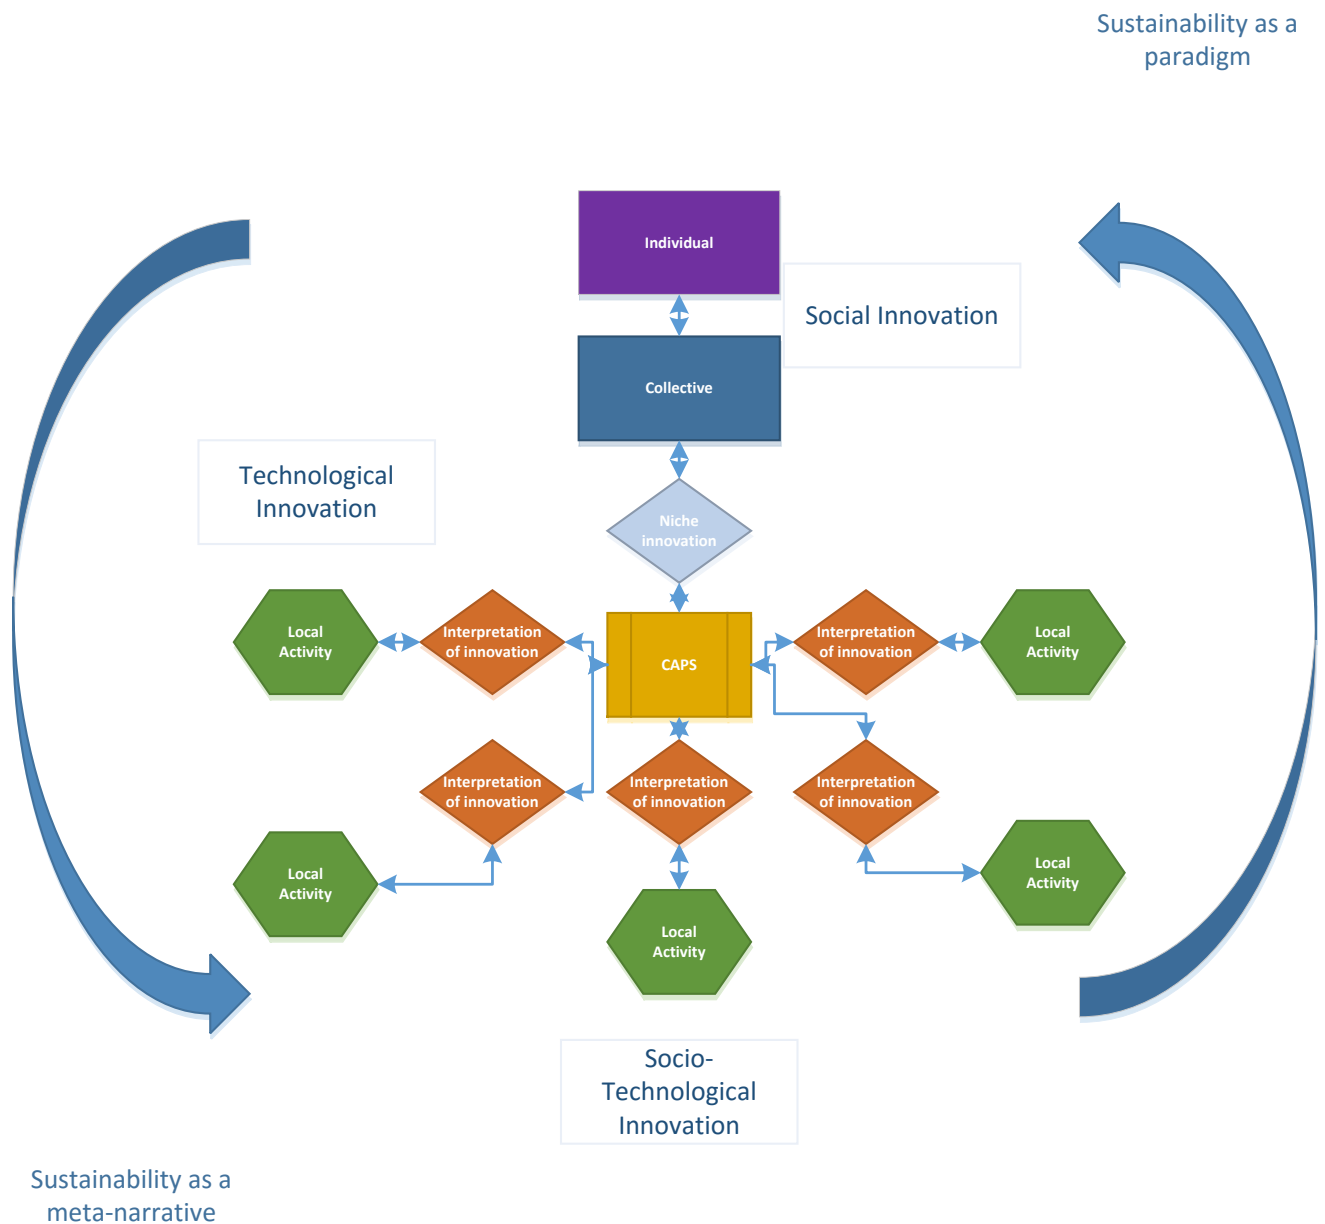 Sustainability as a
paradigm
Individual
Social Innovation
Collective
Technological
Innovation
Niche
innovation
Local
Activity
Interpretation
of innovation
CAPS
Interpretation
of innovation
Local
Activity
Interpretation
of innovation
Interpretation
of innovation
Interpretation
of innovation
Local
Activity
Local
Activity
Local
Activity
Socio-
Technological
Innovation
Sustainability as a
meta-narrative